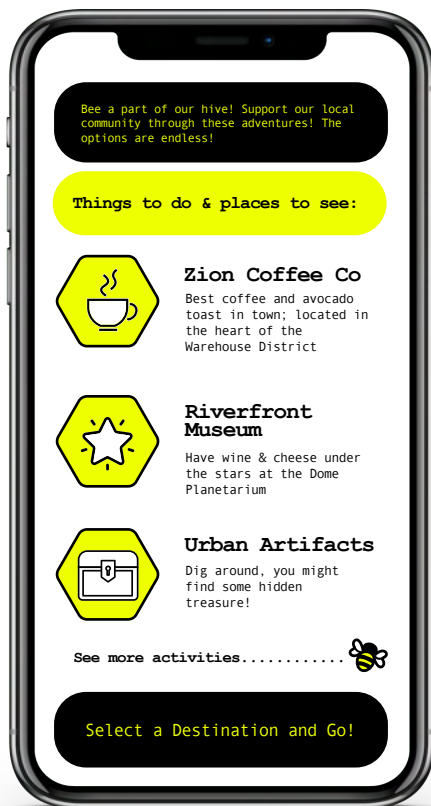 Bee a part of our hive! Support our local
community through these adventures! The
options are endless!
Things to do & places to see:
Zion Coffee Co
Best coffee and avocado
toast in town; located in
the heart of the
Warehouse District
Riverfront
Museum
Have wine & cheese under
the stars at the Dome
Planetarium
Urban Artifacts
Dig around, you might
find some hidden
treasure!
See more activities............
Select a Destination and Go!